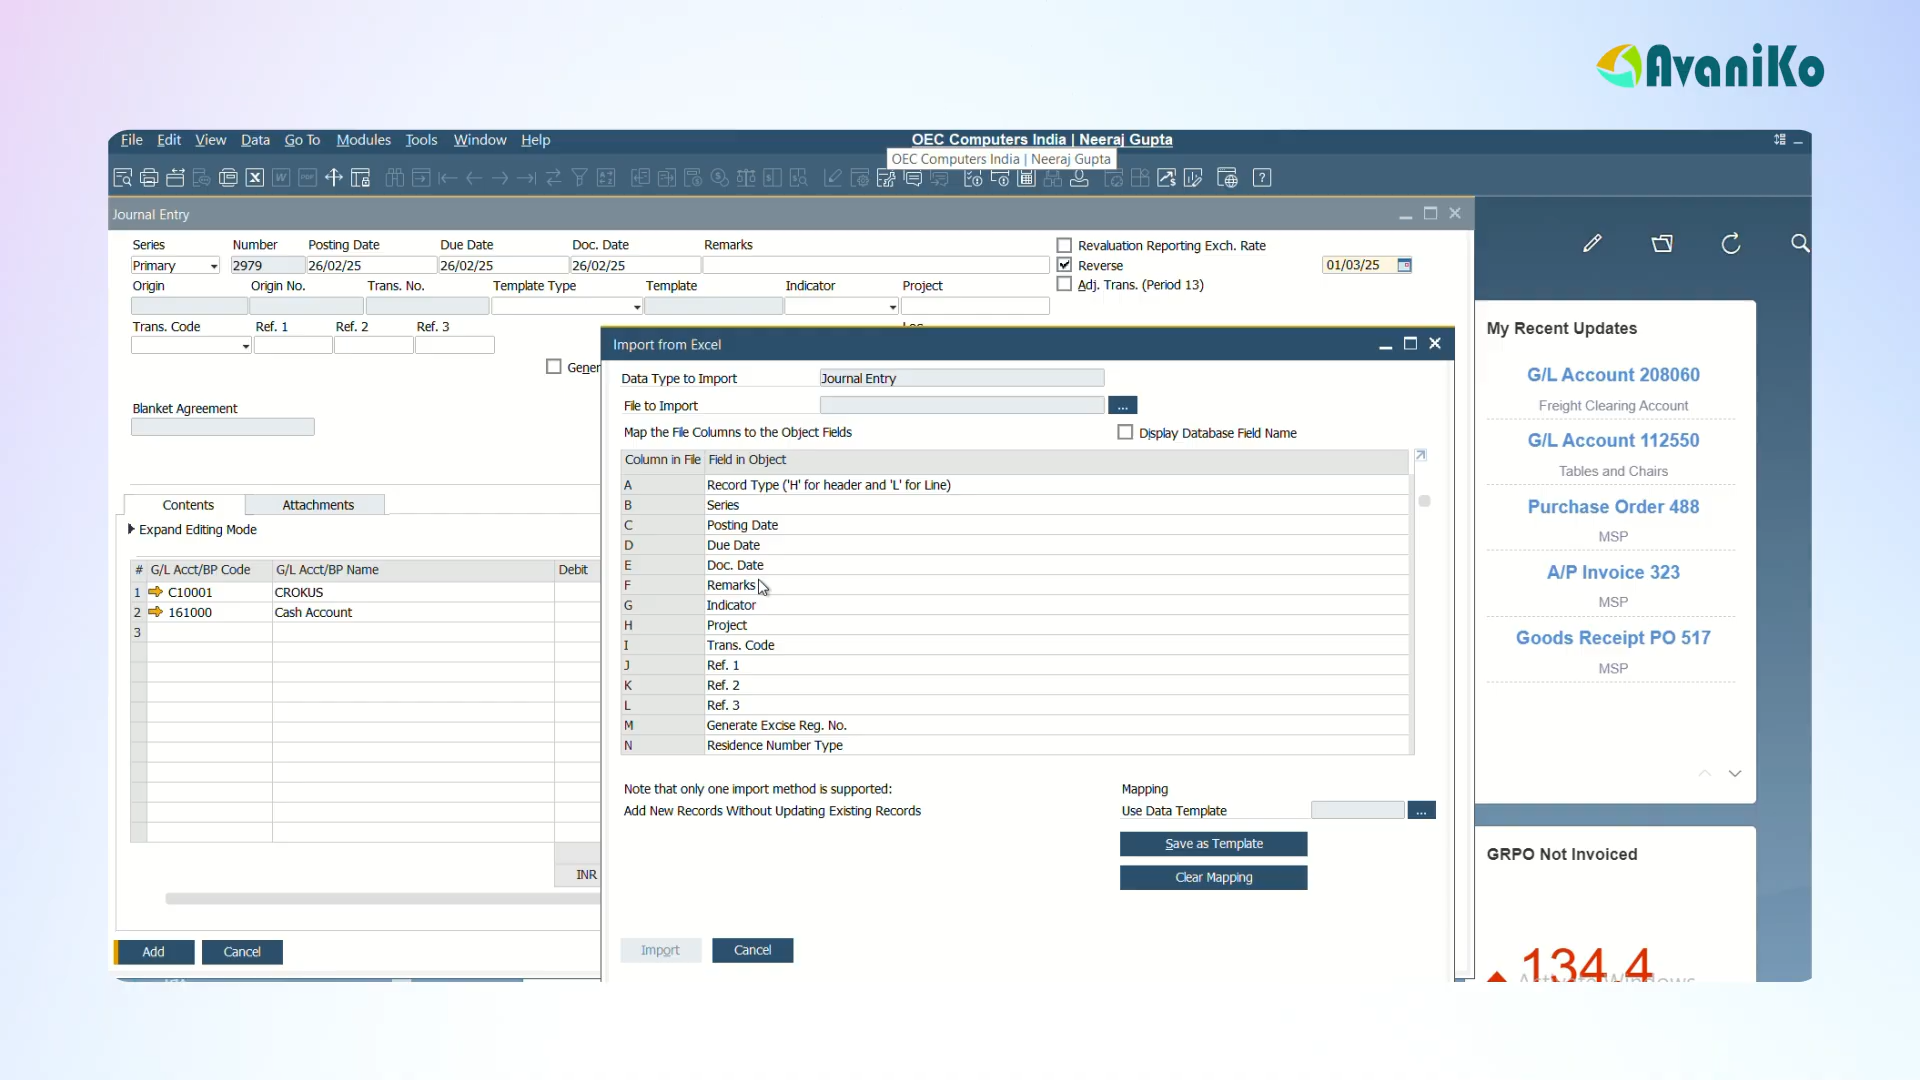 AvaniKo
File Edit View Data Go To Modules Tools Window Help
OEC Computers India | Neeraj Gupta
OEC Computers India | Neeraj Gupta
Journal Entry
Series Number Posting Date Due Date Doc. Date Remarks
Revaluation Reporting Exch. Rate
Primary 2979 26/02/25 26/02/25 26/02/25
Reverse 01/03/25
Origin Origin No. Trans. No. Template Type Template Indicator Project
Adj. Trans. (Period 13)
Trans. Code Ref. 1 Ref. 2 Ref. 3
Blanket Agreement
Contents Attachments
Expand Editing Mode
# G/L Acct/BP Code G/L Acct/BP Name Debit
1 C10001 CROKUS
2 161000 Cash Account
3
INR
Add Cancel
Import from Excel
Data Type to Import Journal Entry
File to Import ...
Map the File Columns to the Object Fields Display Database Field Name
Column in File Field in Object
A Record Type ('H' for header and 'L' for Line)
B Series
C Posting Date
D Due Date
E Doc. Date
F Remarks
G Indicator
H Project
I Trans. Code
J Ref. 1
K Ref. 2
L Ref. 3
M Generate Excise Reg. No.
N Residence Number Type
Note that only one import method is supported:
Add New Records Without Updating Existing Records
Mapping
Use Data Template ...
Save as Template
Clear Mapping
Import Cancel
My Recent Updates
G/L Account 208060
Freight Clearing Account
G/L Account 112550
Tables and Chairs
Purchase Order 488
MSP
A/P Invoice 323
MSP
Goods Receipt PO 517
MSP
GRPO Not Invoiced
134.4